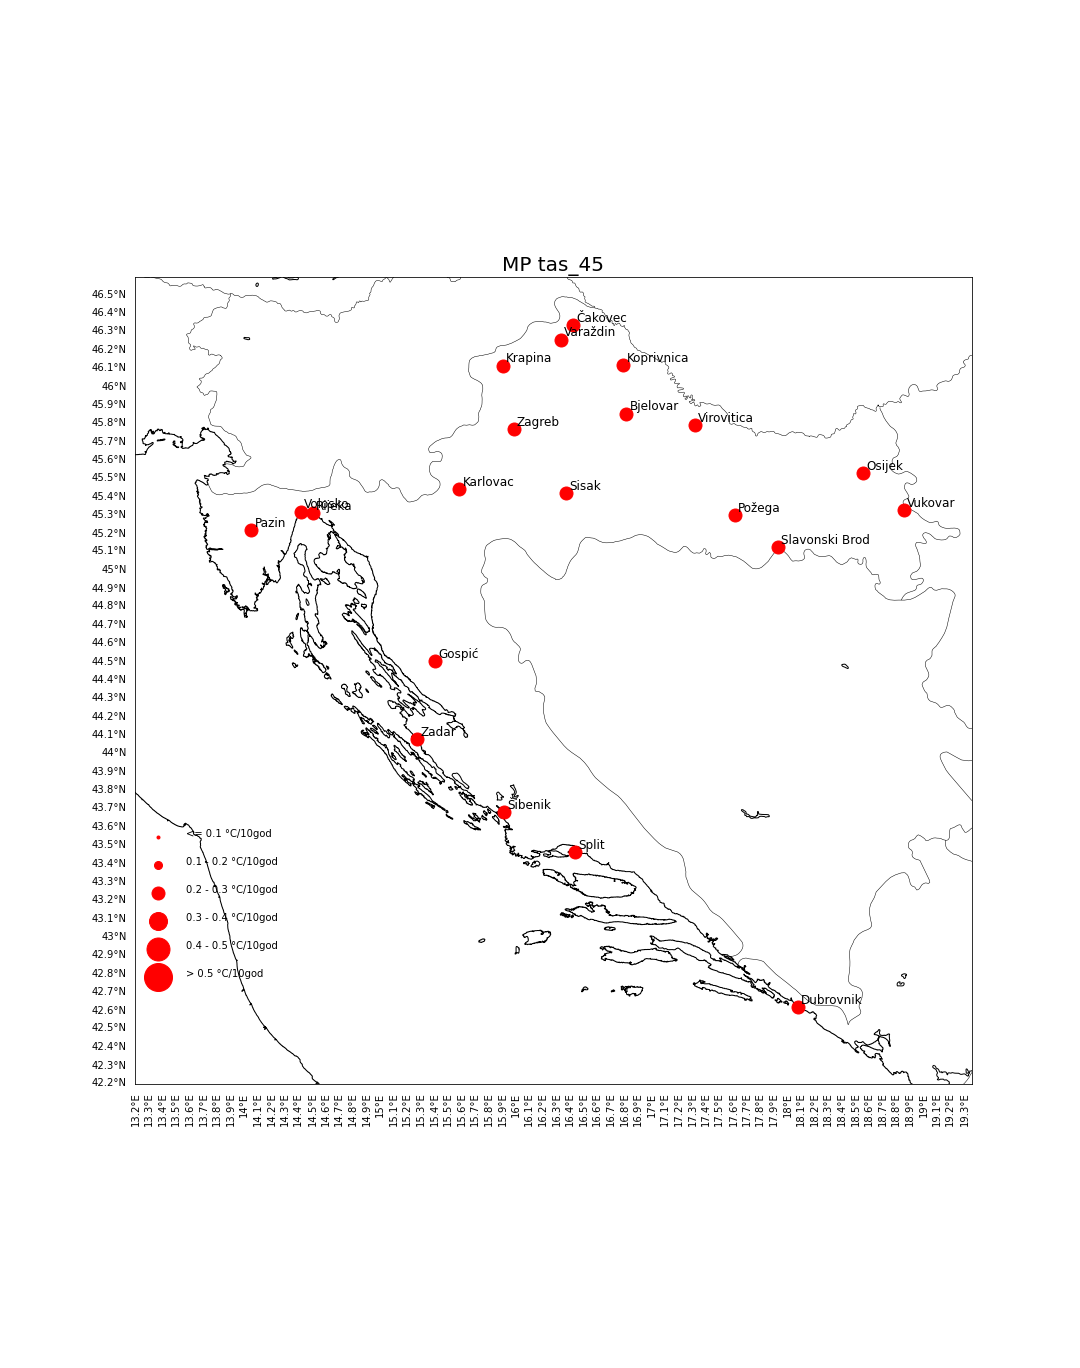 MP tas_45
46.5°N
46.4°N
46.3°N
46.2°N
46.1°N
46°N
45.9°N
45.8°N
45.7°N
45.6°N
45.5°N
45.4°N
45.3°N
45.2°N
45.1°N
45°N
44.9°N
44.8°N
44.7°N
44.6°N
44.5°N
44.4°N
44.3°N
44.2°N
44.1°N
44°N
43.9°N
43.8°N
43.7°N
43.6°N
43.5°N
43.4°N
43.3°N
43.2°N
43.1°N
43°N
42.9°N
42.8°N
42.7°N
42.6°N
42.5°N
42.4°N
42.3°N
42.2°N
Čakovec
Varaždin
Krapina
Koprivnica
Bjelovar
Virovitica
Zagreb
Osijek
Karlovac
Sisak
Volosko
Rijeka
Vukovar
Požega
Pazin
Slavonski Brod
Gospić
Zadar
Šibenik
Split
Dubrovnik
<= 0.1 °C/10god
0.1 - 0.2 °C/10god
0.2 - 0.3 °C/10god
0.3 - 0.4 °C/10god
0.4 - 0.5 °C/10god
> 0.5 °C/10god
13.2°E
13.3°E
13.4°E
13.5°E
13.6°E
13.7°E
13.8°E
13.9°E
14°E
14.1°E
14.2°E
14.3°E
14.4°E
14.5°E
14.6°E
14.7°E
14.8°E
14.9°E
15°E
15.1°E
15.2°E
15.3°E
15.4°E
15.5°E
15.6°E
15.7°E
15.8°E
15.9°E
16°E
16.1°E
16.2°E
16.3°E
16.4°E
16.5°E
16.6°E
16.7°E
16.8°E
16.9°E
17°E
17.1°E
17.2°E
17.3°E
17.4°E
17.5°E
17.6°E
17.7°E
17.8°E
17.9°E
18°E
18.1°E
18.2°E
18.3°E
18.4°E
18.5°E
18.6°E
18.7°E
18.8°E
18.9°E
19°E
19.1°E
19.2°E
19.3°E